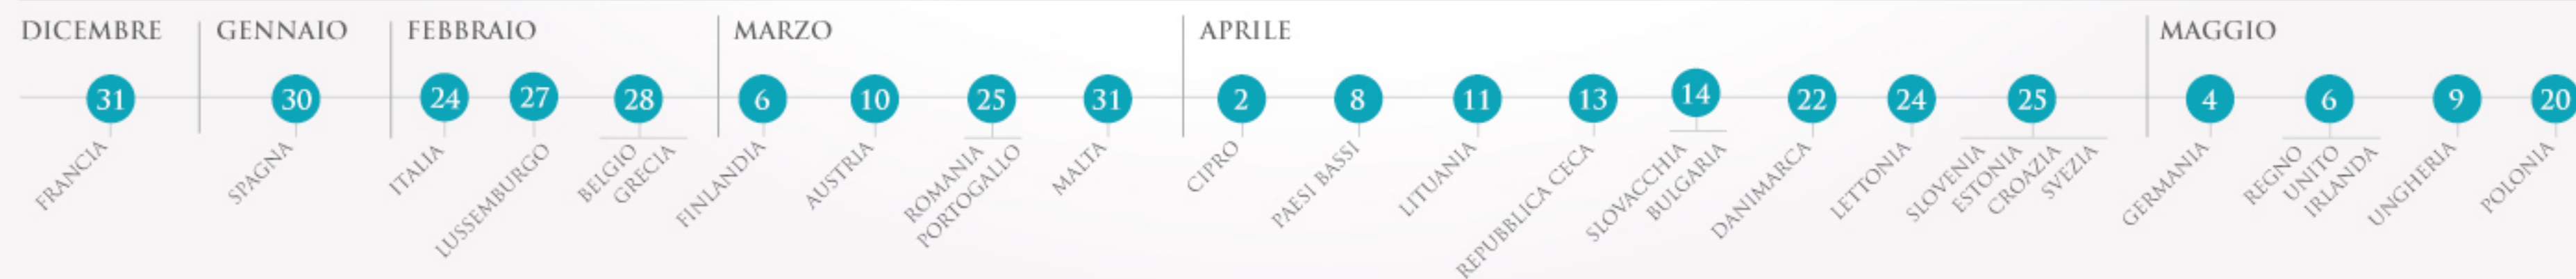 DICEMBRE
GENNAIO
FEBBRAIO
MARZO
APRILE
MAGGIO
31
30
24
27
28
6
10
25
31
2
8
11
13
14
22
24
25
4
6
9
20
FRANCIA
SPAGNA
ITALIA
LUSSEMBURGO
BELGIO
GRECIA
FINLANDIA
AUSTRIA
ROMANIA
PORTOGALLO
MALTA
CIPRO
PAESI BASSI
LITUANIA
REPUBBLICA CECA
SLOVACCHIA
BULGARIA
DANIMARCA
LETTONIA
SLOVENIA
ESTONIA
CROAZIA
SVEZIA
GERMANIA
REGNO
UNITO
IRLANDA
UNGHERIA
POLONIA